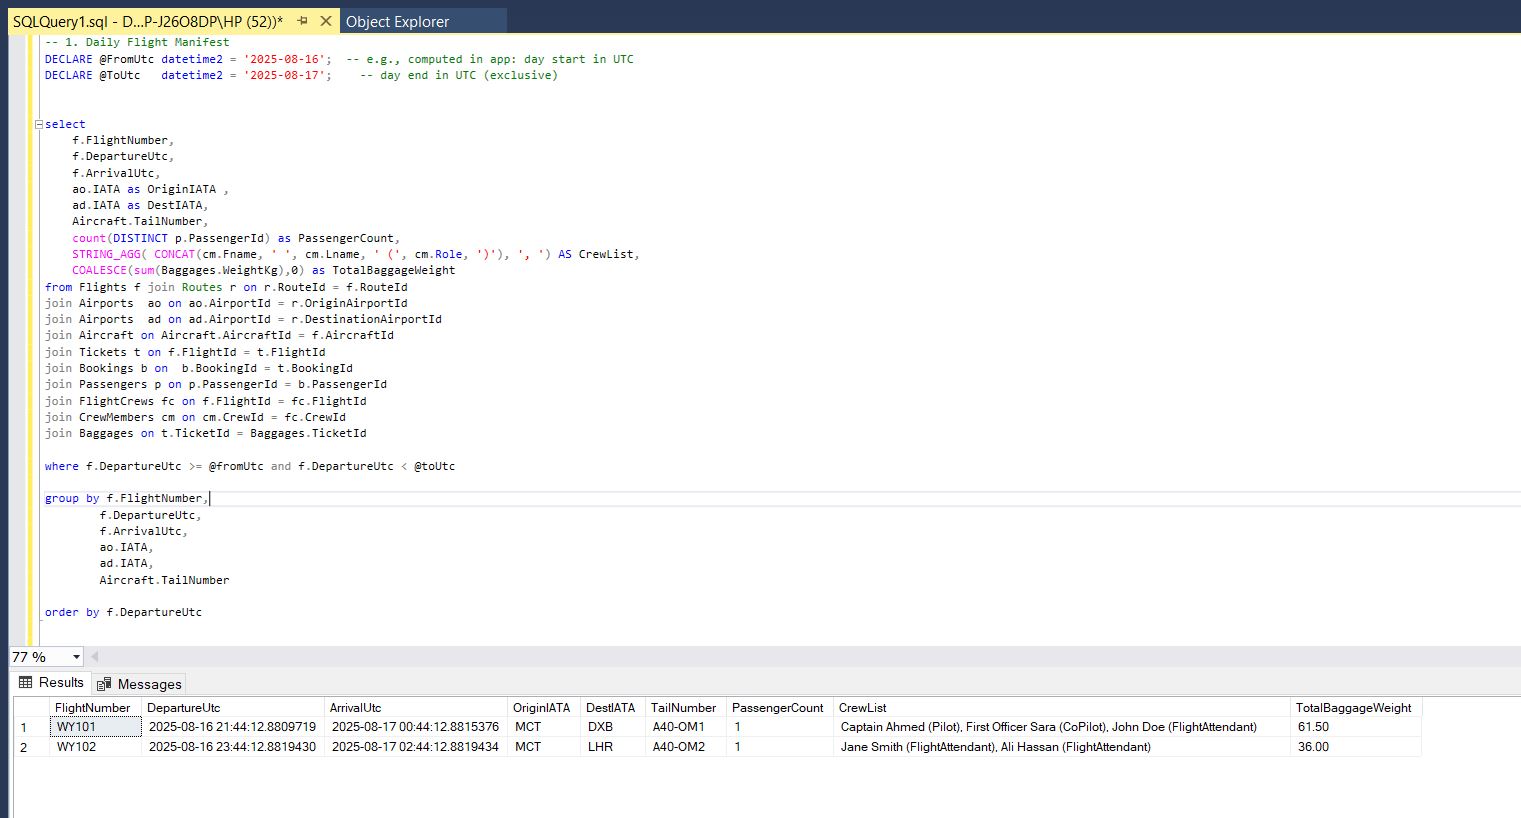 SQLQuery1.sql - D...P-J26O8DP\HP (52))*
Object Explorer
-- 1. Daily Flight Manifest
DECLARE @FromUtc datetime2 = '2025-08-16';  -- e.g., computed in app: day start in UTC
DECLARE @ToUtc   datetime2 = '2025-08-17';    -- day end in UTC (exclusive)
select
    f.FlightNumber,
    f.DepartureUtc,
    f.ArrivalUtc,
    ao.IATA as OriginIATA ,
    ad.IATA as DestIATA,
    Aircraft.TailNumber,
    count(DISTINCT p.PassengerId) as PassengerCount,
    STRING_AGG( CONCAT(cm.Fname, ' ', cm.Lname, ' (', cm.Role, ')'), ', ') AS CrewList,
    COALESCE(sum(Baggages.WeightKg),0) as TotalBaggageWeight
from Flights f join Routes r on r.RouteId = f.RouteId
join Airports  ao on ao.AirportId = r.OriginAirportId
join Airports  ad on ad.AirportId = r.DestinationAirportId
join Aircraft on Aircraft.AircraftId = f.AircraftId
join Tickets t on f.FlightId = t.FlightId
join Bookings b on  b.BookingId = t.BookingId
join Passengers p on p.PassengerId = b.PassengerId
join FlightCrews fc on f.FlightId = fc.FlightId
join CrewMembers cm on cm.CrewId = fc.CrewId
join Baggages on t.TicketId = Baggages.TicketId
where f.DepartureUtc >= @fromUtc and f.DepartureUtc < @toUtc
group by f.FlightNumber,
        f.DepartureUtc,
        f.ArrivalUtc,
        ao.IATA,
        ad.IATA,
        Aircraft.TailNumber
order by f.DepartureUtc
77 %
Results Messages
FlightNumber DepartureUtc ArrivalUtc OriginIATA DestIATA TailNumber PassengerCount CrewList TotalBaggageWeight
1 WY101 2025-08-16 21:44:12.8809719 2025-08-17 00:44:12.8815376 MCT DXB A40-OM1 1 Captain Ahmed (Pilot), First Officer Sara (CoPilot), John Doe (FlightAttendant) 61.50
2 WY102 2025-08-16 23:44:12.8819430 2025-08-17 02:44:12.8819434 MCT LHR A40-OM2 1 Jane Smith (FlightAttendant), Ali Hassan (FlightAttendant) 36.00